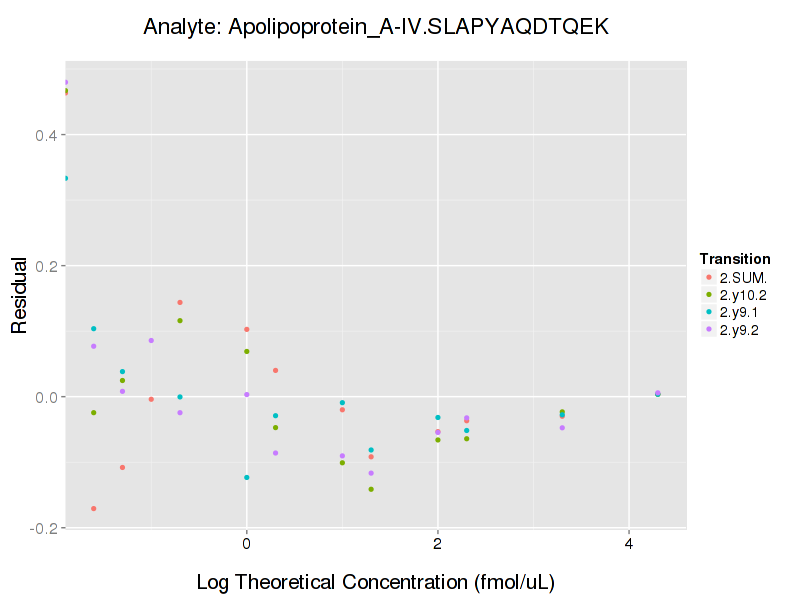 Analyte: Apolipoprotein_A-IV.SLAPYAQDTQEK
0.4
0.2
0.0
-0.2
Residual
0
2
4
Log Theoretical Concentration (fmol/uL)
Transition
2.SUM.
2.y10.2
2.y9.1
2.y9.2